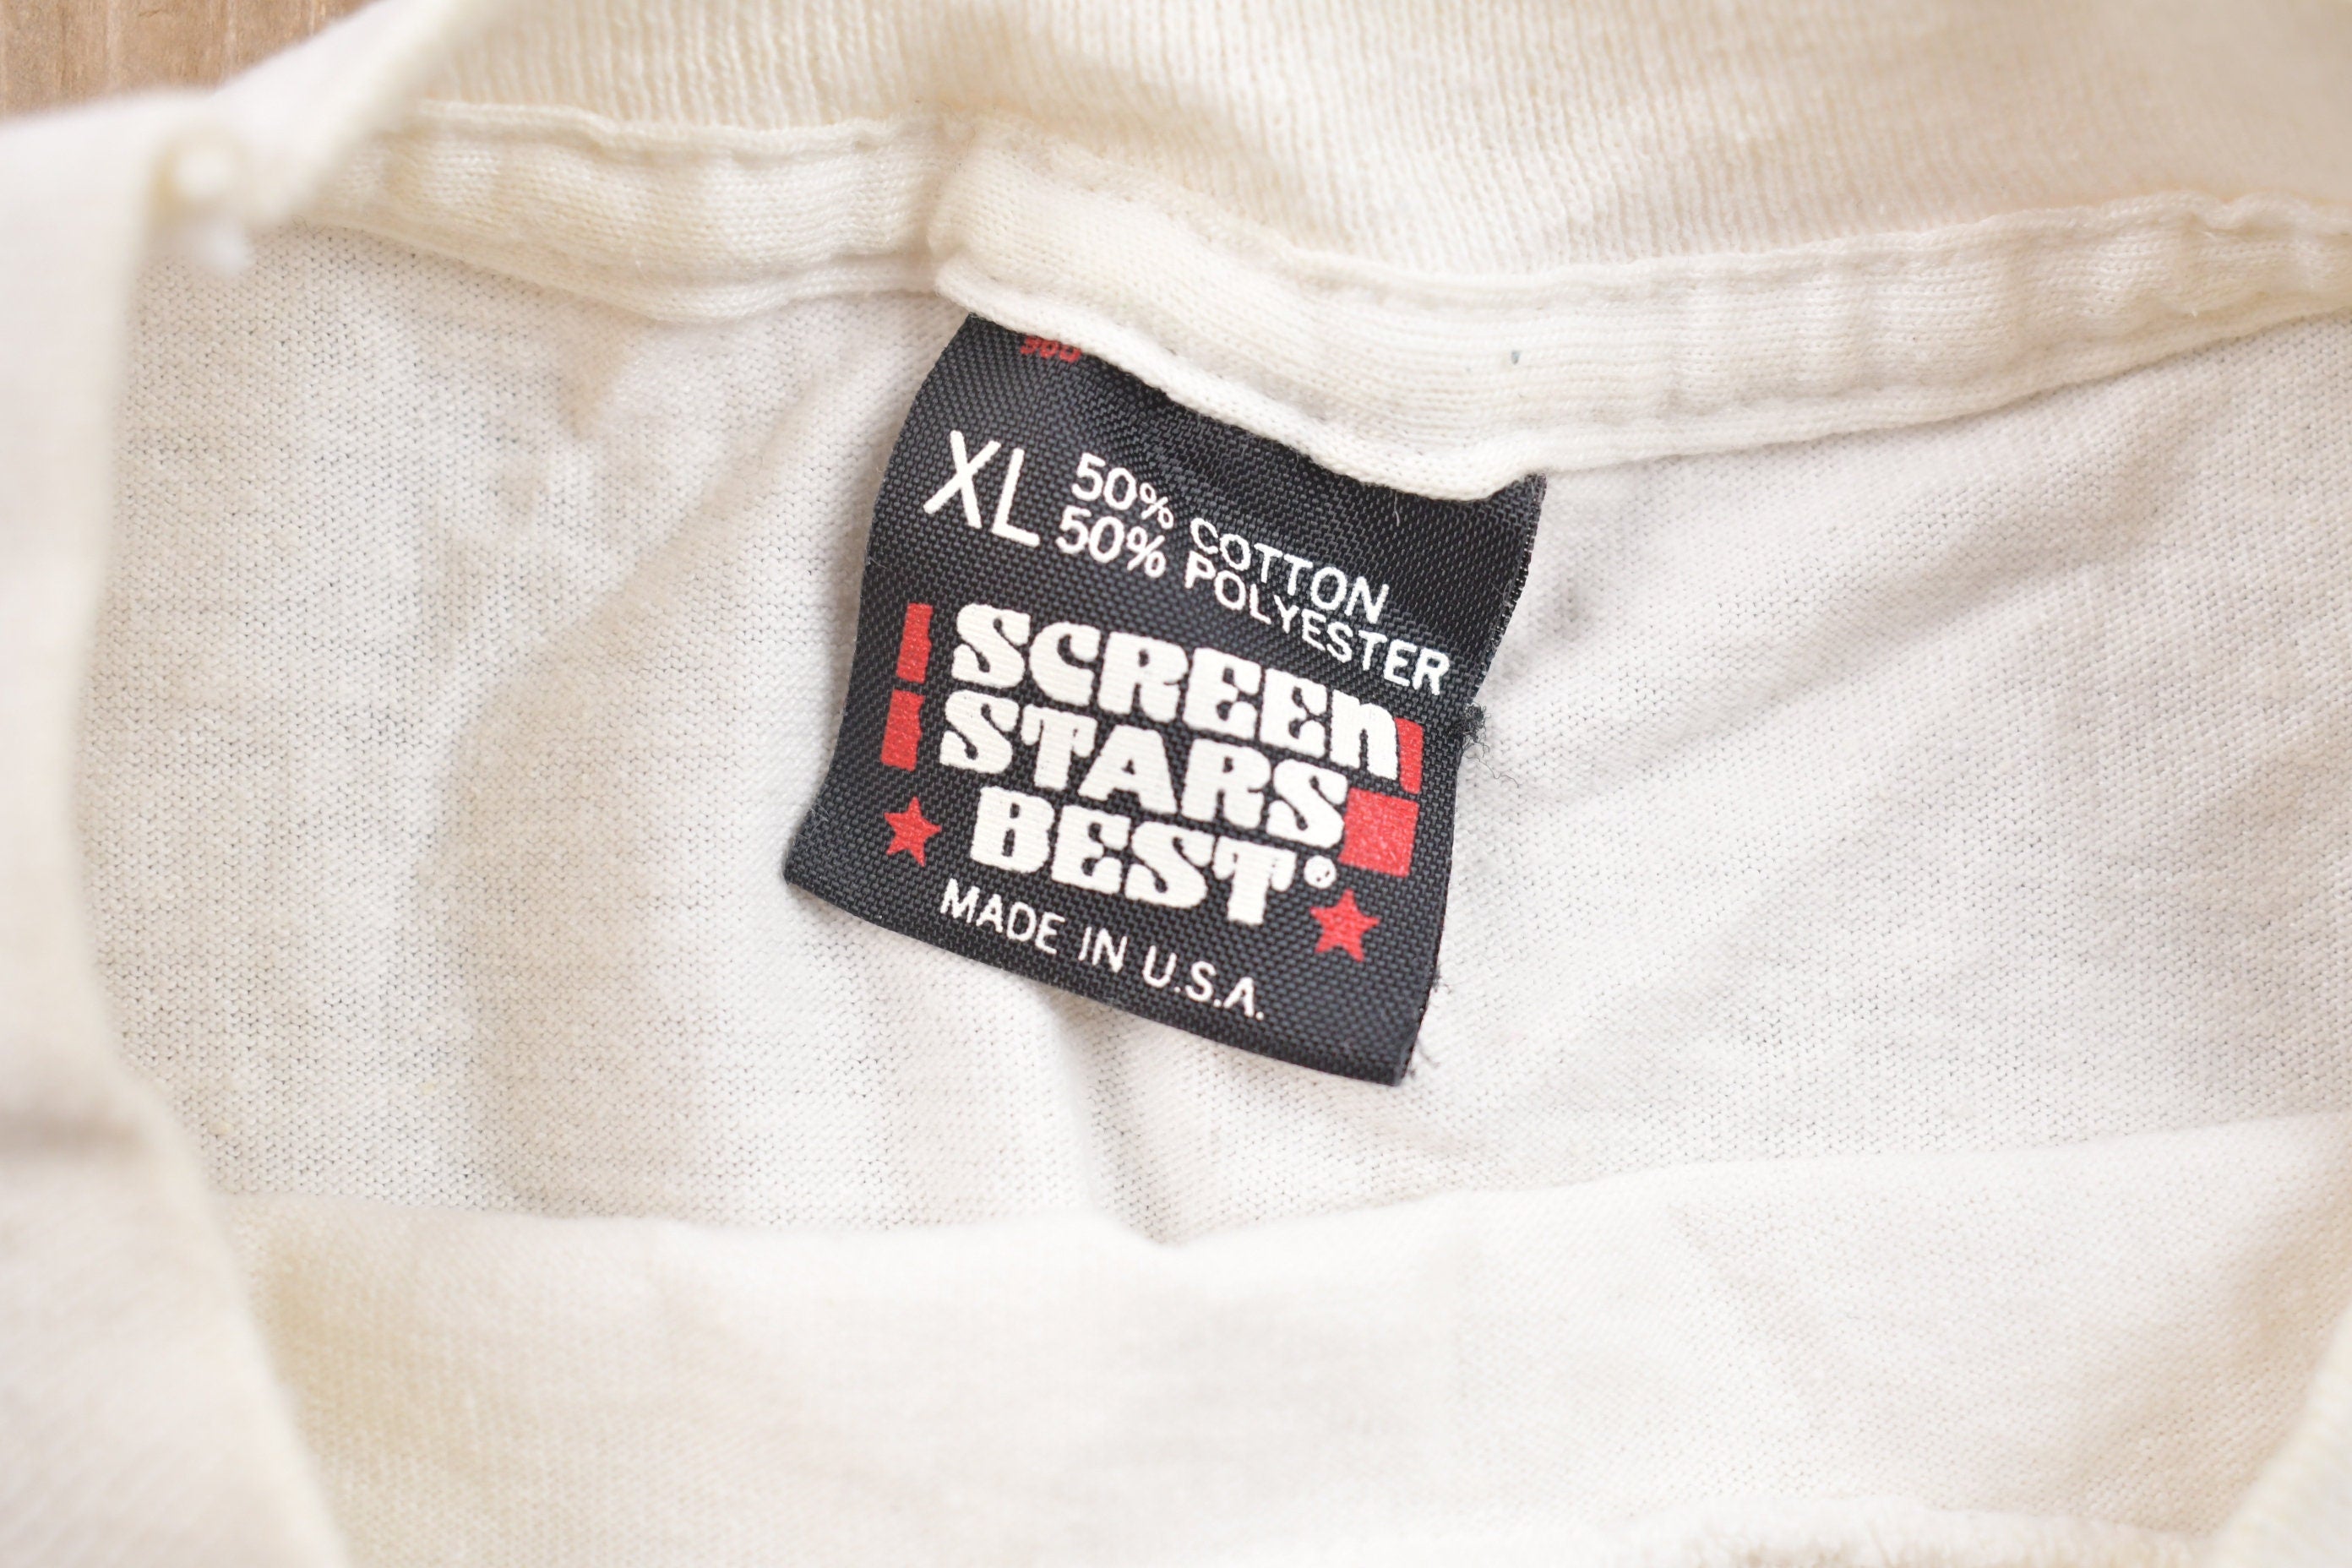 XL 50% COTTON
50% POLYESTER
SCREEN
STARS
BEST®
MADE IN U.S.A.